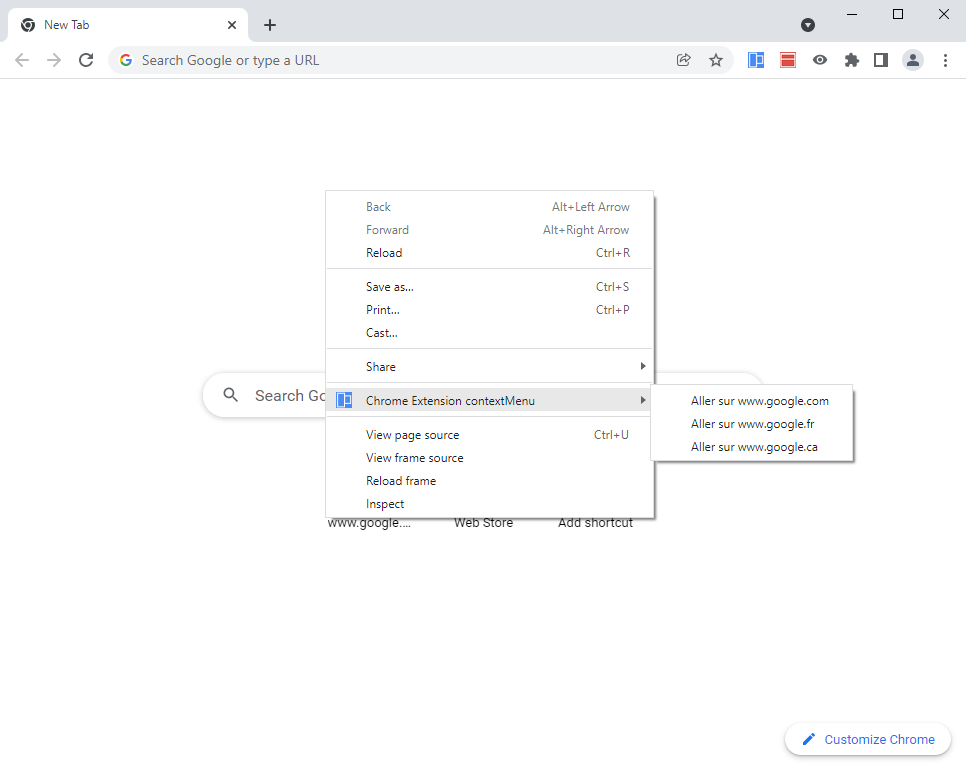 New Tab
Search Google or type a URL
Back Alt+Left Arrow
Forward Alt+Right Arrow
Reload Ctrl+R
Save as... Ctrl+S
Print... Ctrl+P
Cast...
Share
Search Go
Chrome Extension contextMenu
Aller sur www.google.com
Aller sur www.google.fr
Aller sur www.google.ca
View page source Ctrl+U
View frame source
Reload frame
Inspect
www.google.... Web Store Add shortcut
Customize Chrome